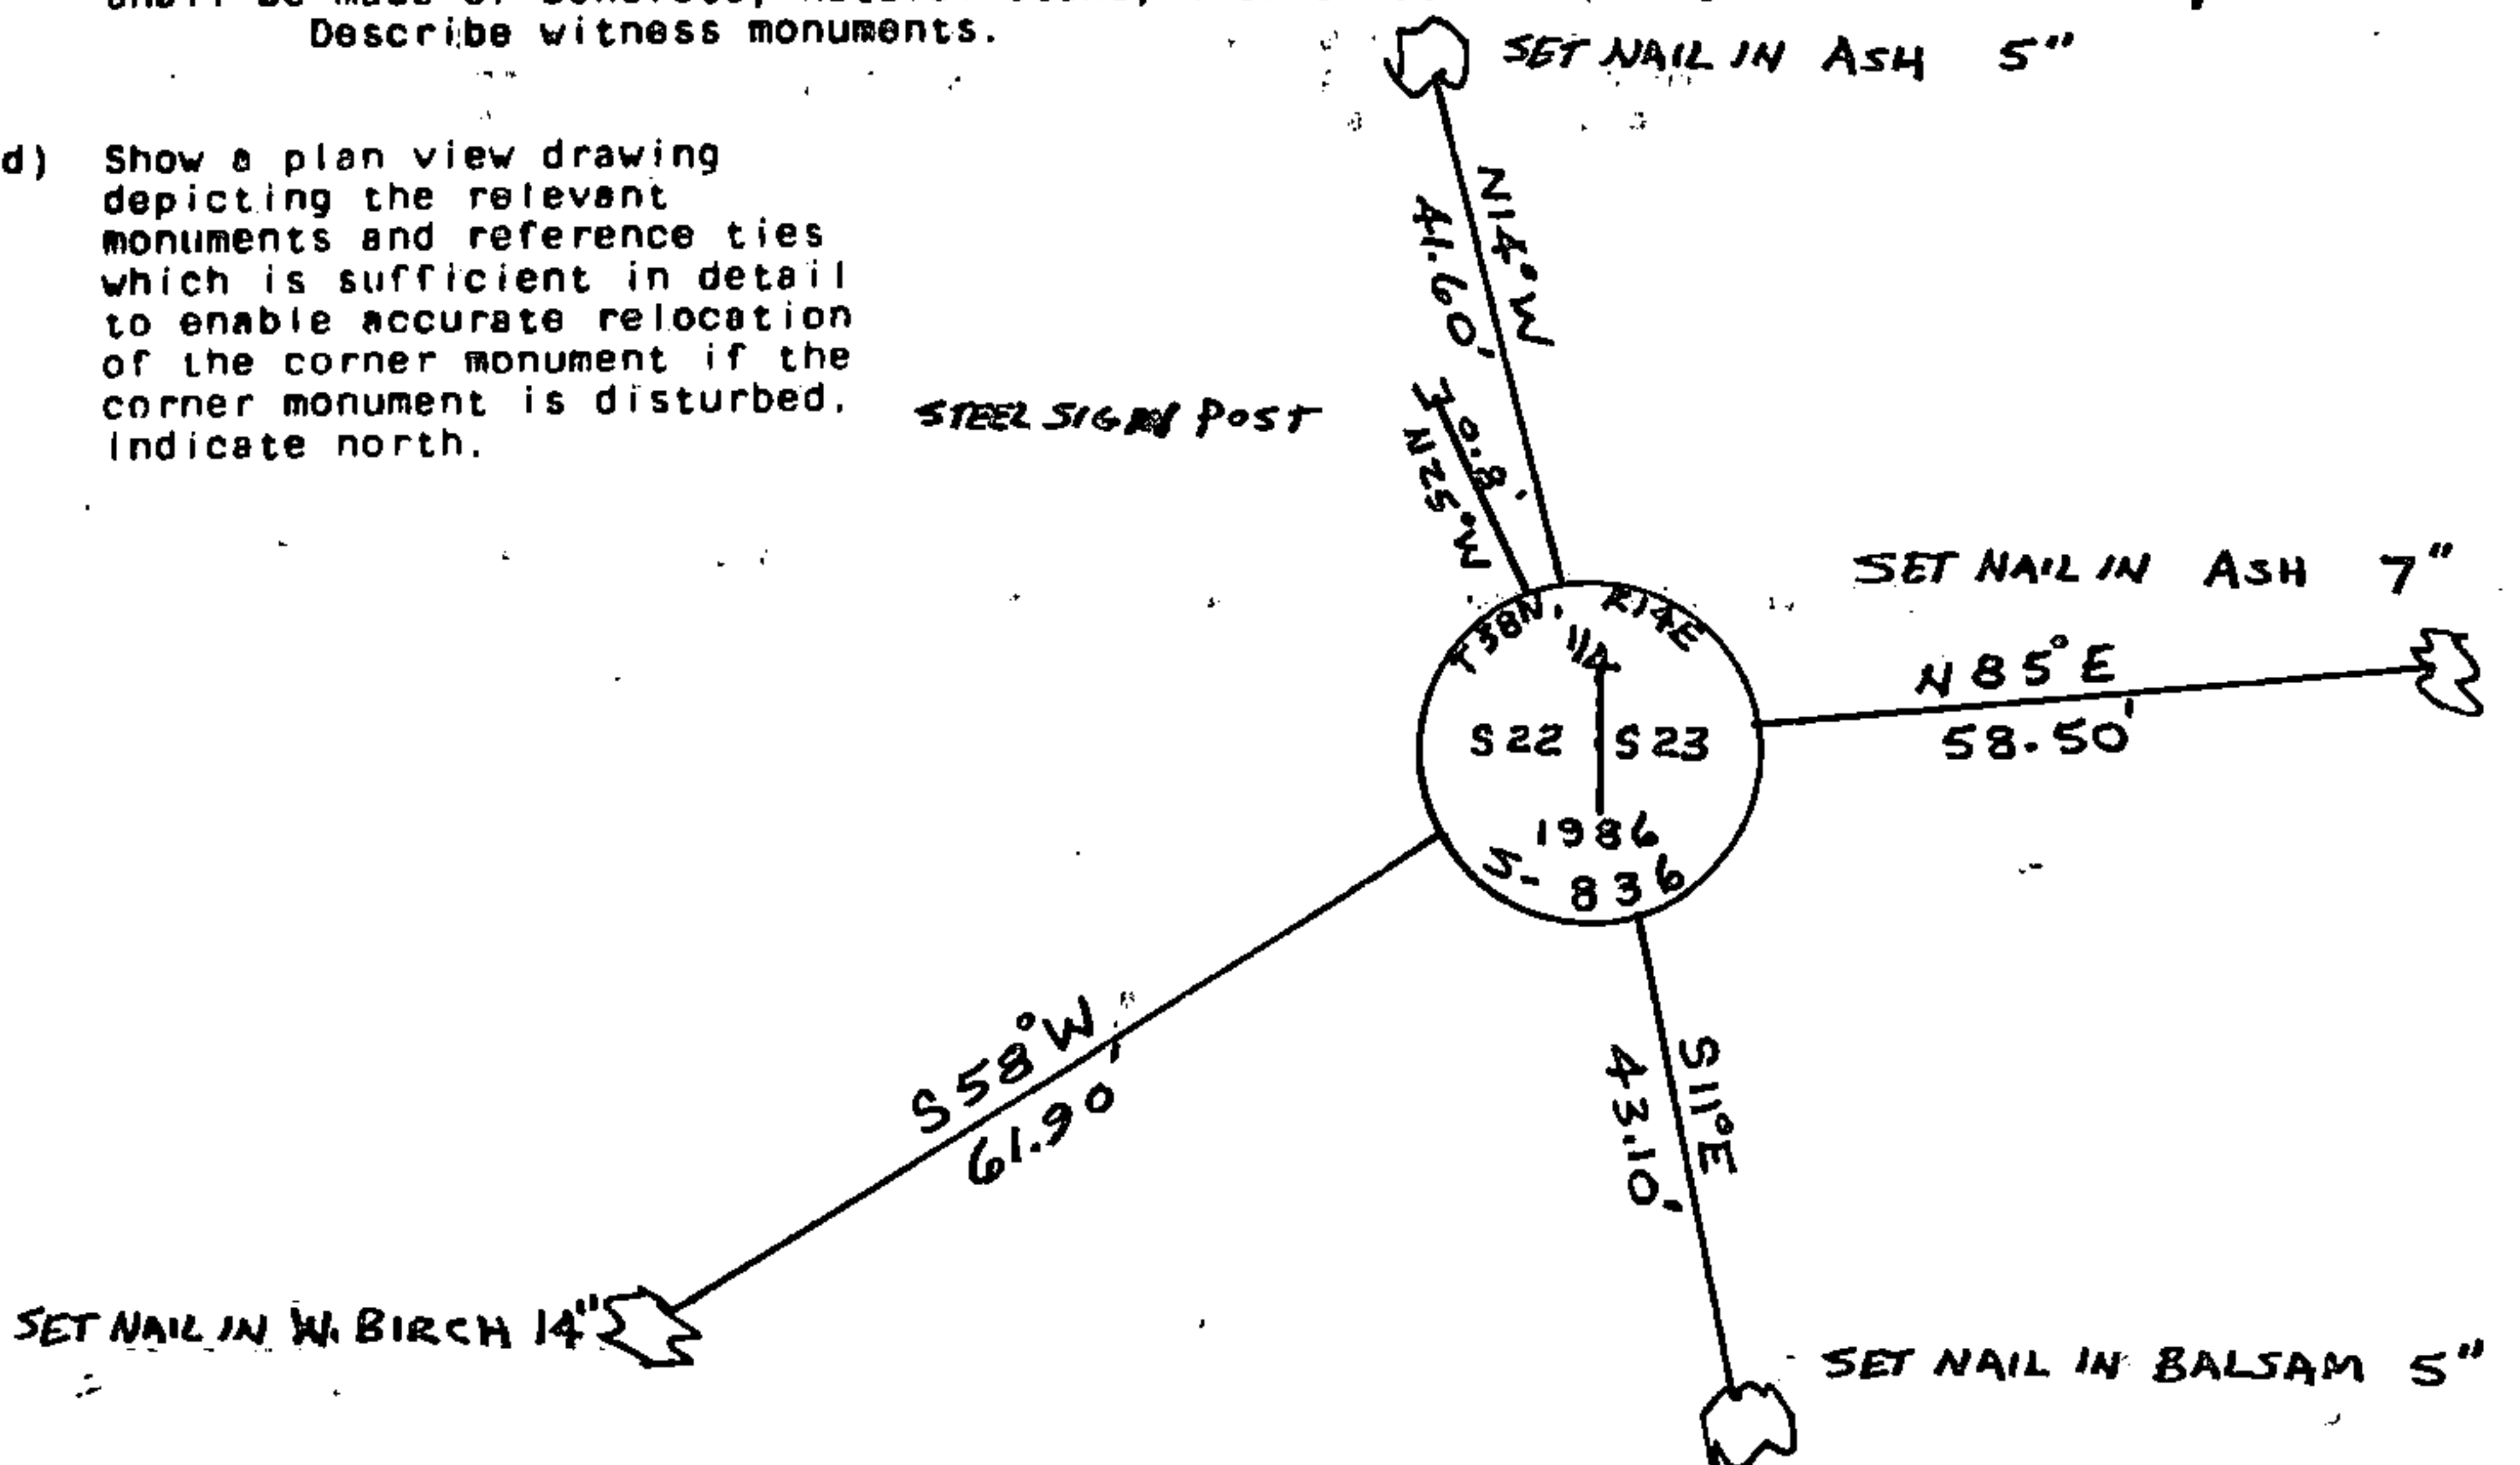 Describe witness monuments.
SET NAIL IN ASH 5"
d) Show a plan view drawing
depicting the relevant
monuments and reference ties
which is sufficient in detail
to enable accurate relocation
of the corner monument if the
corner monument is disturbed.
Indicate north.
N14°W
41.60'
STEEL SIGN POST
0.8'
N25°W
SET NAIL IN ASH 7"
N85°E
58.50'
T38N, R14E
1/4
S22 S23
1986
S-836
S58°W
61.90'
S11°E
43.10'
SET NAIL IN W. BIRCH 14"
SET NAIL IN BALSAM 5"